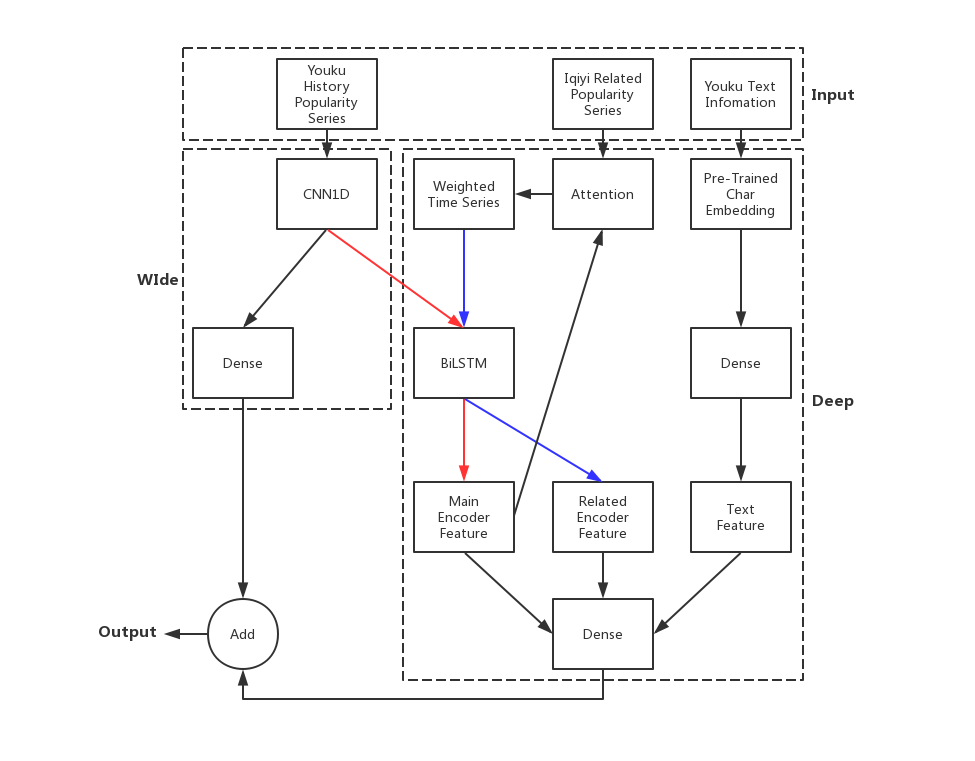 Youku
History
Popularity
Series
Iqiyi Related
Popularity
Series
Youku Text
Infomation
Input
CNN1D
Weighted
Time Series
Attention
Pre-Trained
Char
Embedding
WIde
Dense
BiLSTM
Dense
Deep
Main
Encoder
Feature
Related
Encoder
Feature
Text
Feature
Output
Add
Dense